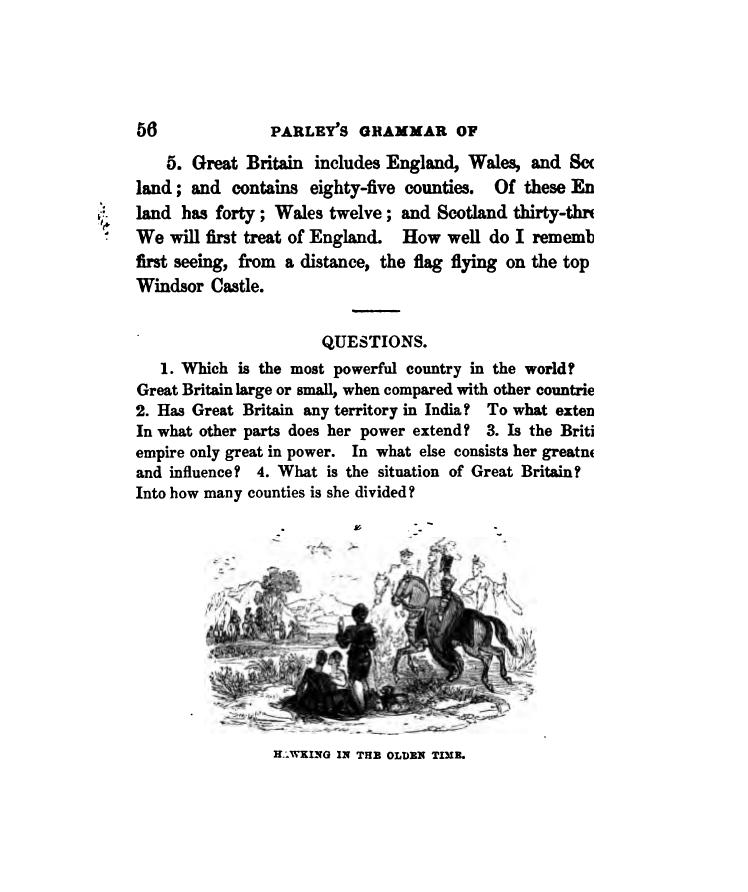 56 PARLEY'S GRAMMAR OF
5. Great Britain includes England, Wales, and Sco
land; and contains eighty-five counties. Of these En
land has forty; Wales twelve; and Scotland thirty-thre
We will first treat of England. How well do I rememb
first seeing, from a distance, the flag flying on the top
Windsor Castle.
QUESTIONS.
1. Which is the most powerful country in the world?
Great Britain large or small, when compared with other countrie
2. Has Great Britain any territory in India? To what exten
In what other parts does her power extend? 3. Is the Briti
empire only great in power. In what else consists her greatne
and influence? 4. What is the situation of Great Britain?
Into how many counties is she divided?
HAWKING IN THE OLDEN TIME.